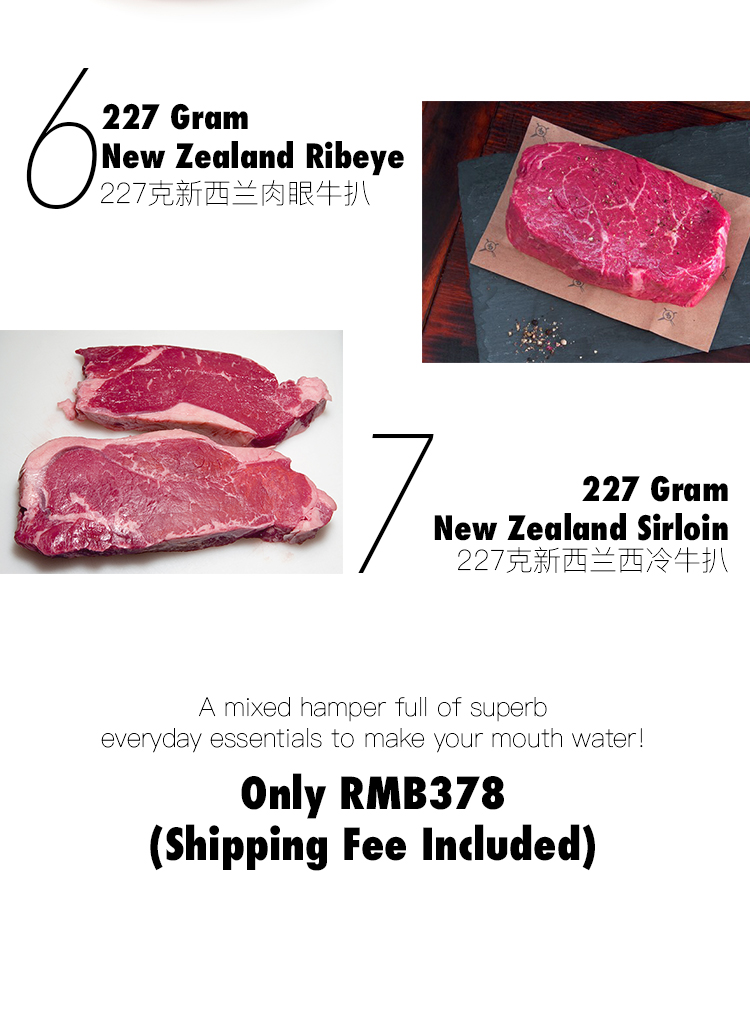 6
227 Gram
New Zealand Ribeye
227克新西兰肉眼牛扒
7
227 Gram
New Zealand Sirloin
227克新西兰西冷牛扒
A mixed hamper full of superb
everyday essentials to make your mouth water!
Only RMB378
(Shipping Fee Included)